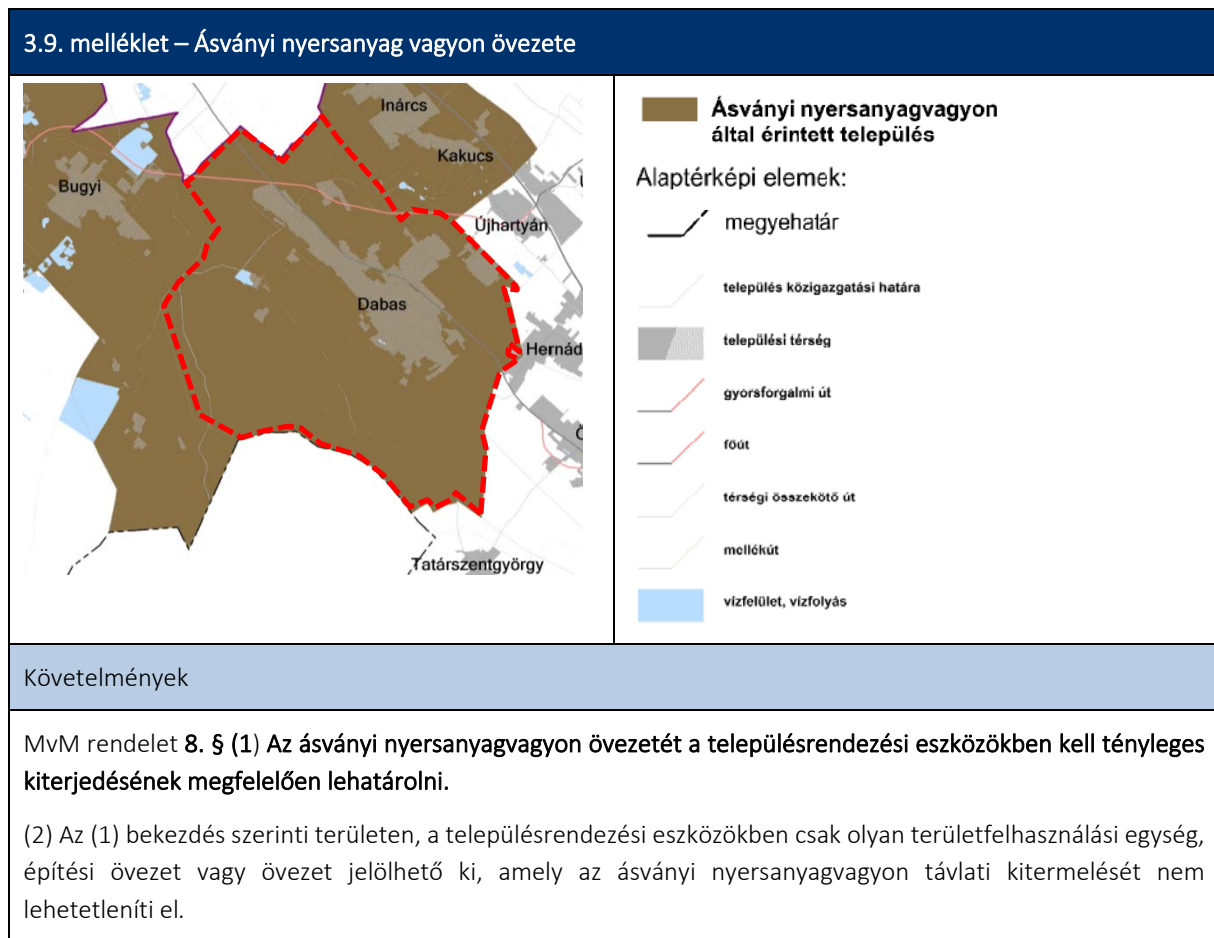 3.9. melléklet – Ásványi nyersanyag vagyon övezete
Inárcs
Kakucs
Bugyi
Újhartyán
Dabas
Hernád
Tatárszentgyörgy
Ásványi nyersanyagvagyon
által érintett település
Alaptérképi elemek:
megyehatár
település közigazgatási határa
települési térség
gyorsforgalmi út
főút
térségi összekötő út
mellékút
vízfelület, vízfolyás
Követelmények
MvM rendelet 8. § (1) Az ásványi nyersanyagvagyon övezetét a településrendezési eszközökben kell tényleges
kiterjedésének megfelelően lehatárolni.
(2) Az (1) bekezdés szerinti területen, a településrendezési eszközökben csak olyan területfelhasználási egység,
építési övezet vagy övezet jelölhető ki, amely az ásványi nyersanyagvagyon távlati kitermelését nem
lehetetleníti el.